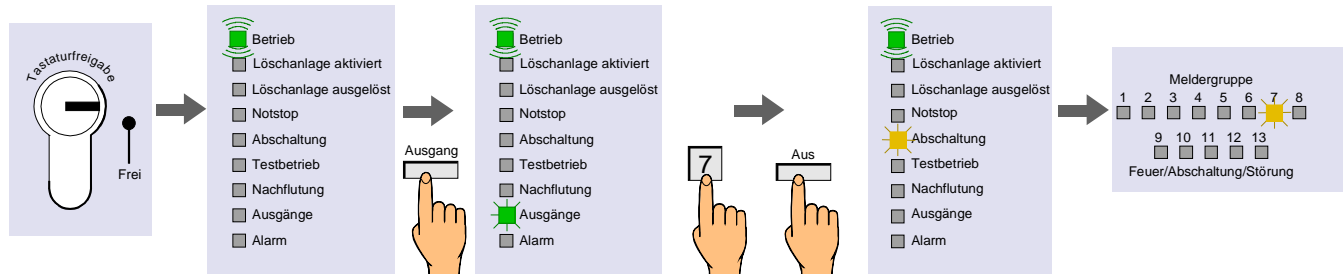 Tastaturfreigabe
Frei
Betrieb
Löschanlage aktiviert
Löschanlage ausgelöst
Notstop
Abschaltung
Testbetrieb
Nachflutung
Ausgänge
Alarm
Ausgang
Betrieb
Löschanlage aktiviert
Löschanlage ausgelöst
Notstop
Abschaltung
Testbetrieb
Nachflutung
Ausgänge
Alarm
7
Aus
Betrieb
Löschanlage aktiviert
Löschanlage ausgelöst
Notstop
Abschaltung
Testbetrieb
Nachflutung
Ausgänge
Alarm
Meldergruppe
1 2 3 4 5 6 7 8
9 10 11 12 13
Feuer/Abschaltung/Störung